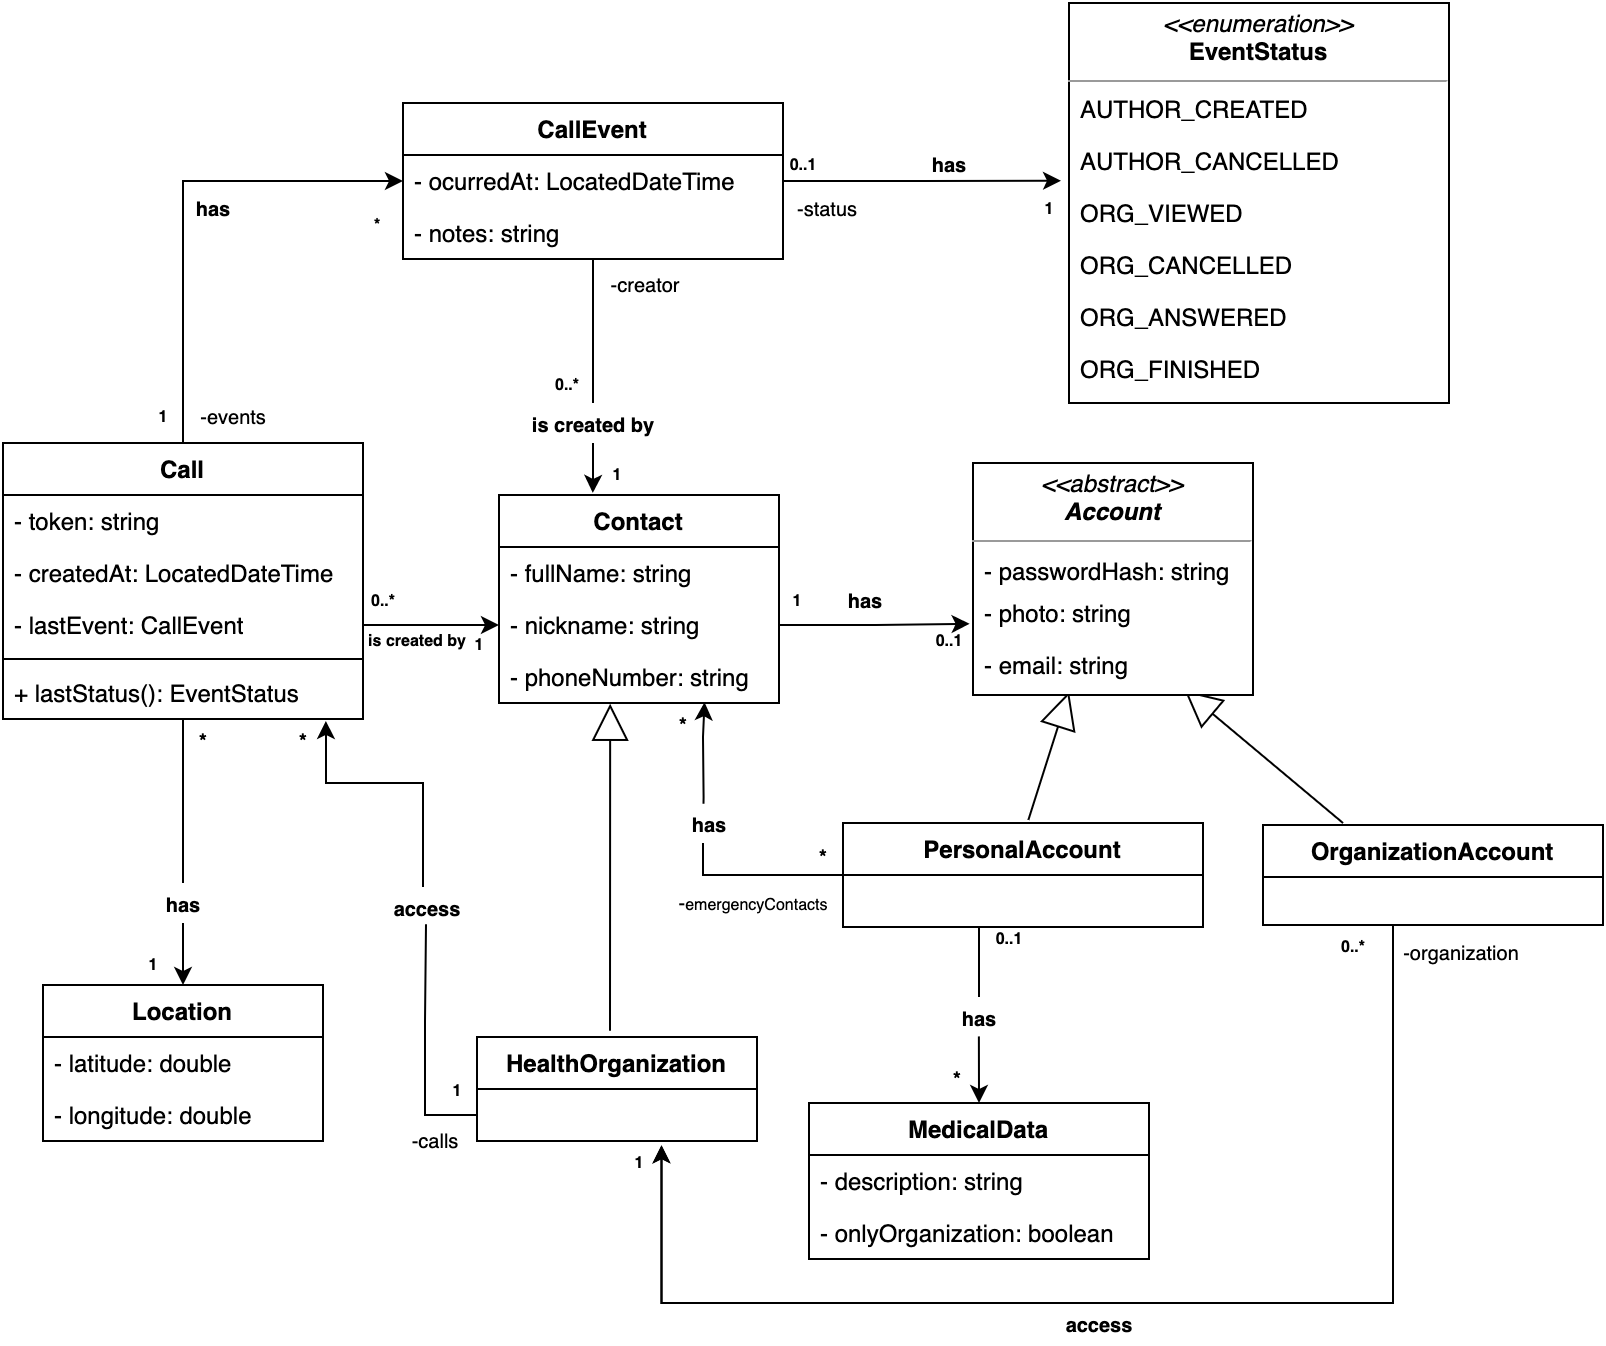 <<enumeration>>
EventStatus
AUTHOR_CREATED
AUTHOR_CANCELLED
ORG_VIEWED
ORG_CANCELLED
ORG_ANSWERED
ORG_FINISHED
CallEvent
- ocurredAt: LocatedDateTime
- notes: string
0..1
has
-status
1
has
*
-creator
0..*
is created by
1
1
-events
Call
- token: string
- createdAt: LocatedDateTime
- lastEvent: CallEvent
+ lastStatus(): EventStatus
0..*
is created by
1
Contact
- fullName: string
- nickname: string
- phoneNumber: string
1
has
0..1
<<abstract>>
Account
- passwordHash: string
- photo: string
- email: string
*
*
*
has
*
-emergencyContacts
PersonalAccount
OrganizationAccount
has
access
1
0..1
0..*
-organization
Location
- latitude: double
- longitude: double
has
*
HealthOrganization
1
-calls
1
MedicalData
- description: string
- onlyOrganization: boolean
access